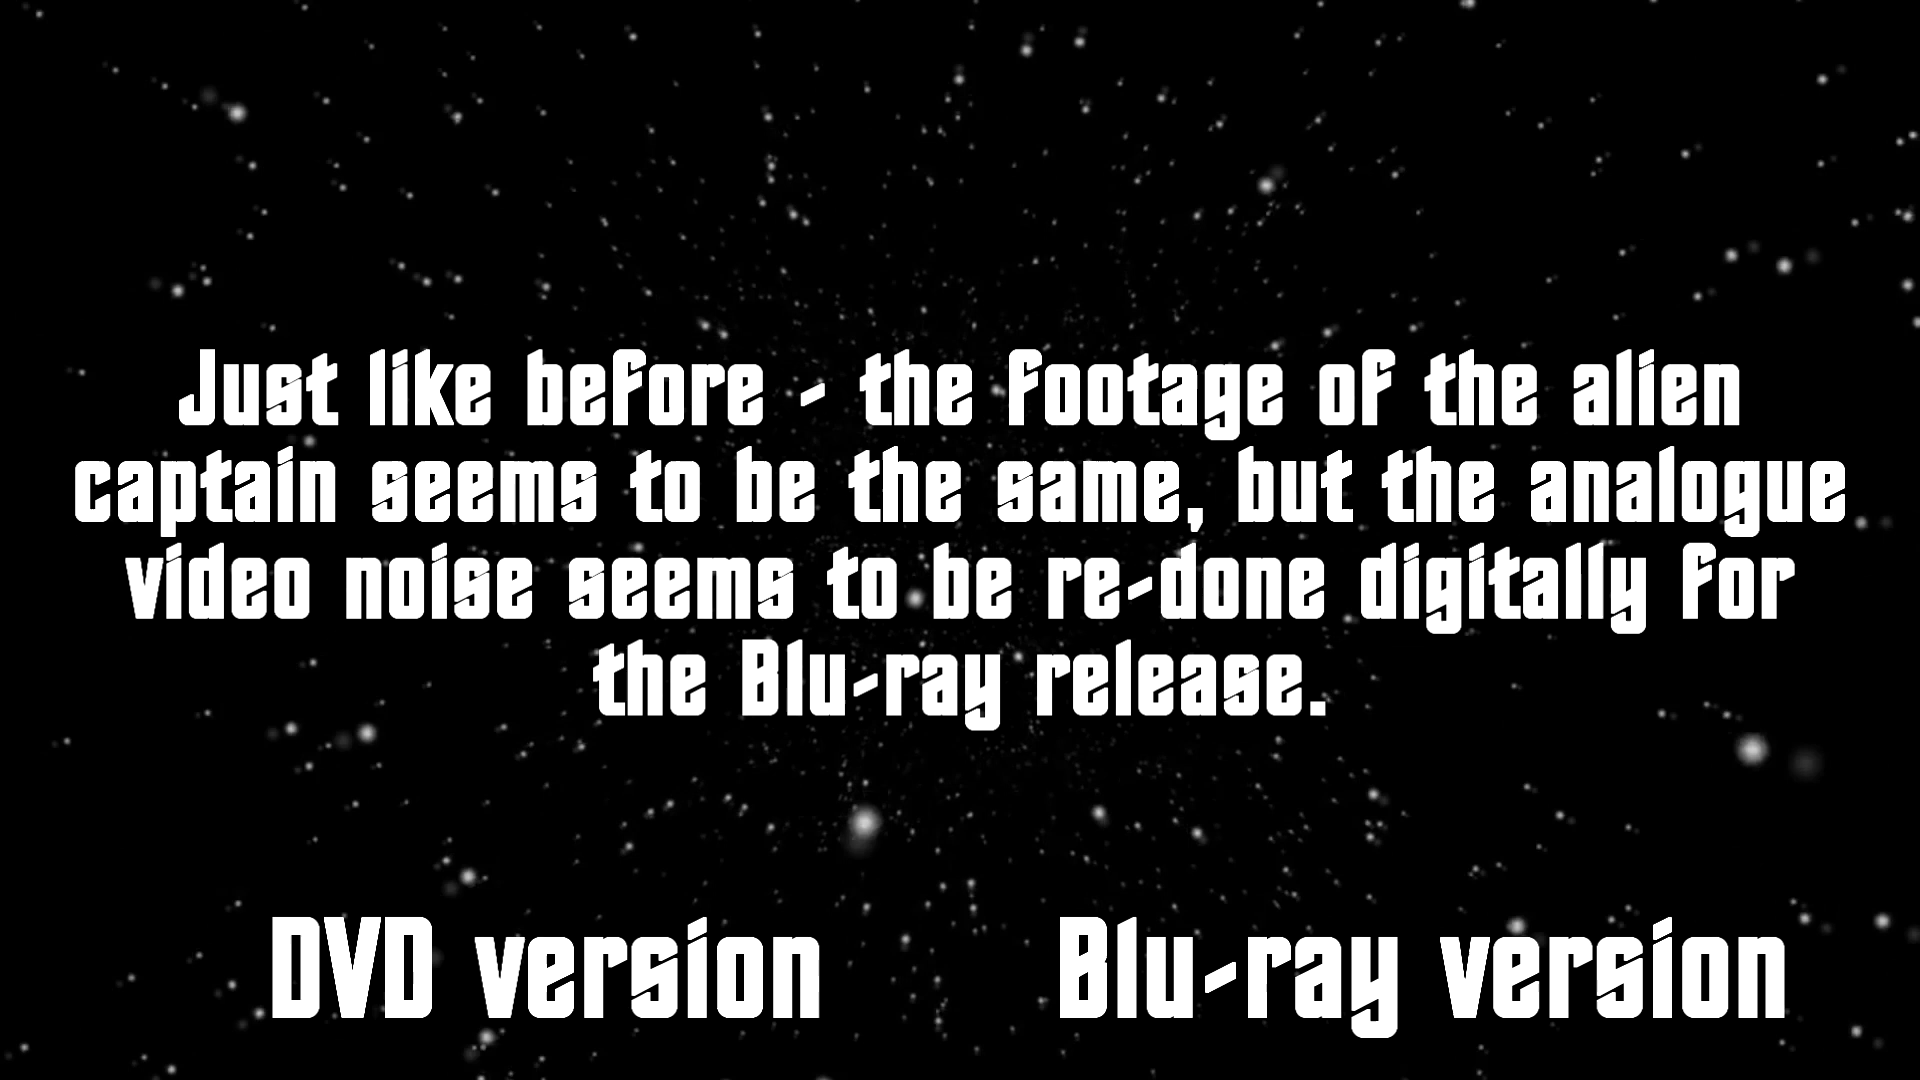 Just like before - the footage of the alien
captain seems to be the same, but the analogue
video noise seems to be re-done digitally for
the Blu-ray release.
DVD version
Blu-ray version